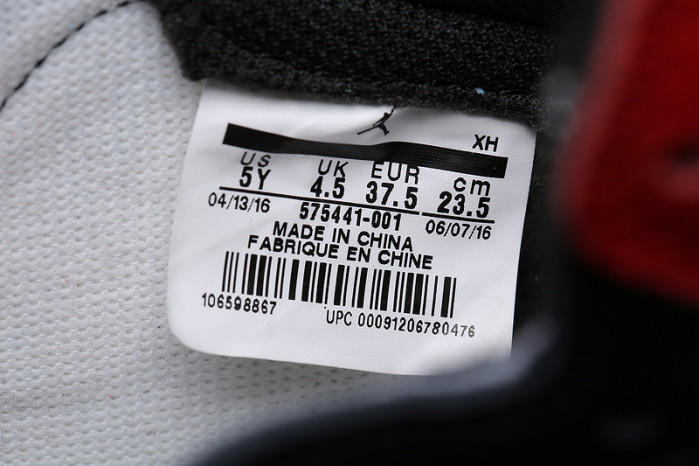 XH
US UK EUR cm
5Y 4.5 37.5 23.5
04/13/16 575441-001 06/07/16
MADE IN CHINA
FABRIQUE EN CHINE
106598867 UPC 00091206780476